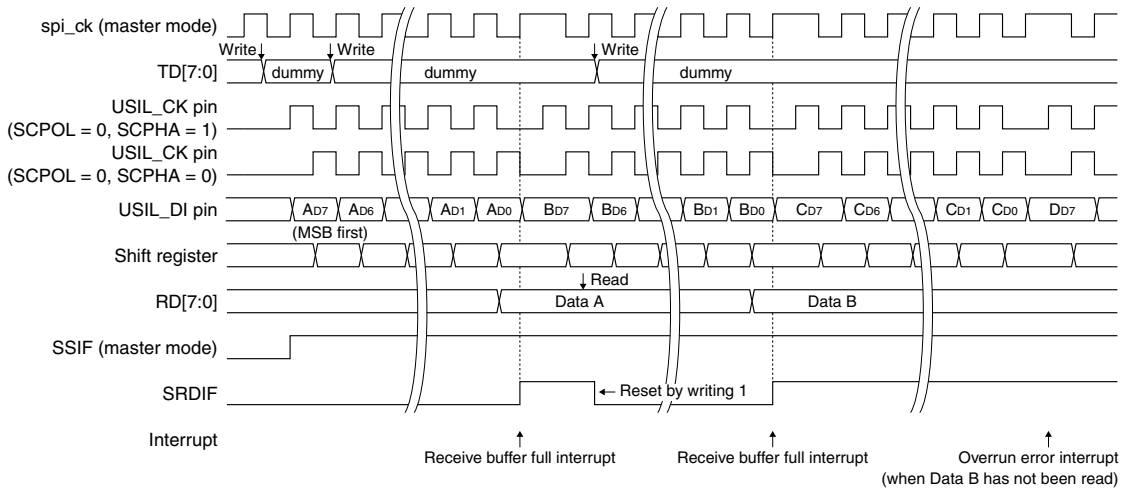 spi_ck (master mode)
Write Write Write
TD[7:0] dummy dummy dummy
USIL_CK pin
(SCPOL = 0, SCPHA = 1)
USIL_CK pin
(SCPOL = 0, SCPHA = 0)
USIL_DI pin AD7 AD6 AD1 AD0 BD7 BD6 BD1 BD0 CD7 CD6 CD1 CD0 DD7
(MSB first)
Shift register
Read
RD[7:0] Data A Data B
SSIF (master mode)
SRDIF Reset by writing 1
Interrupt
Receive buffer full interrupt Receive buffer full interrupt Overrun error interrupt
(when Data B has not been read)